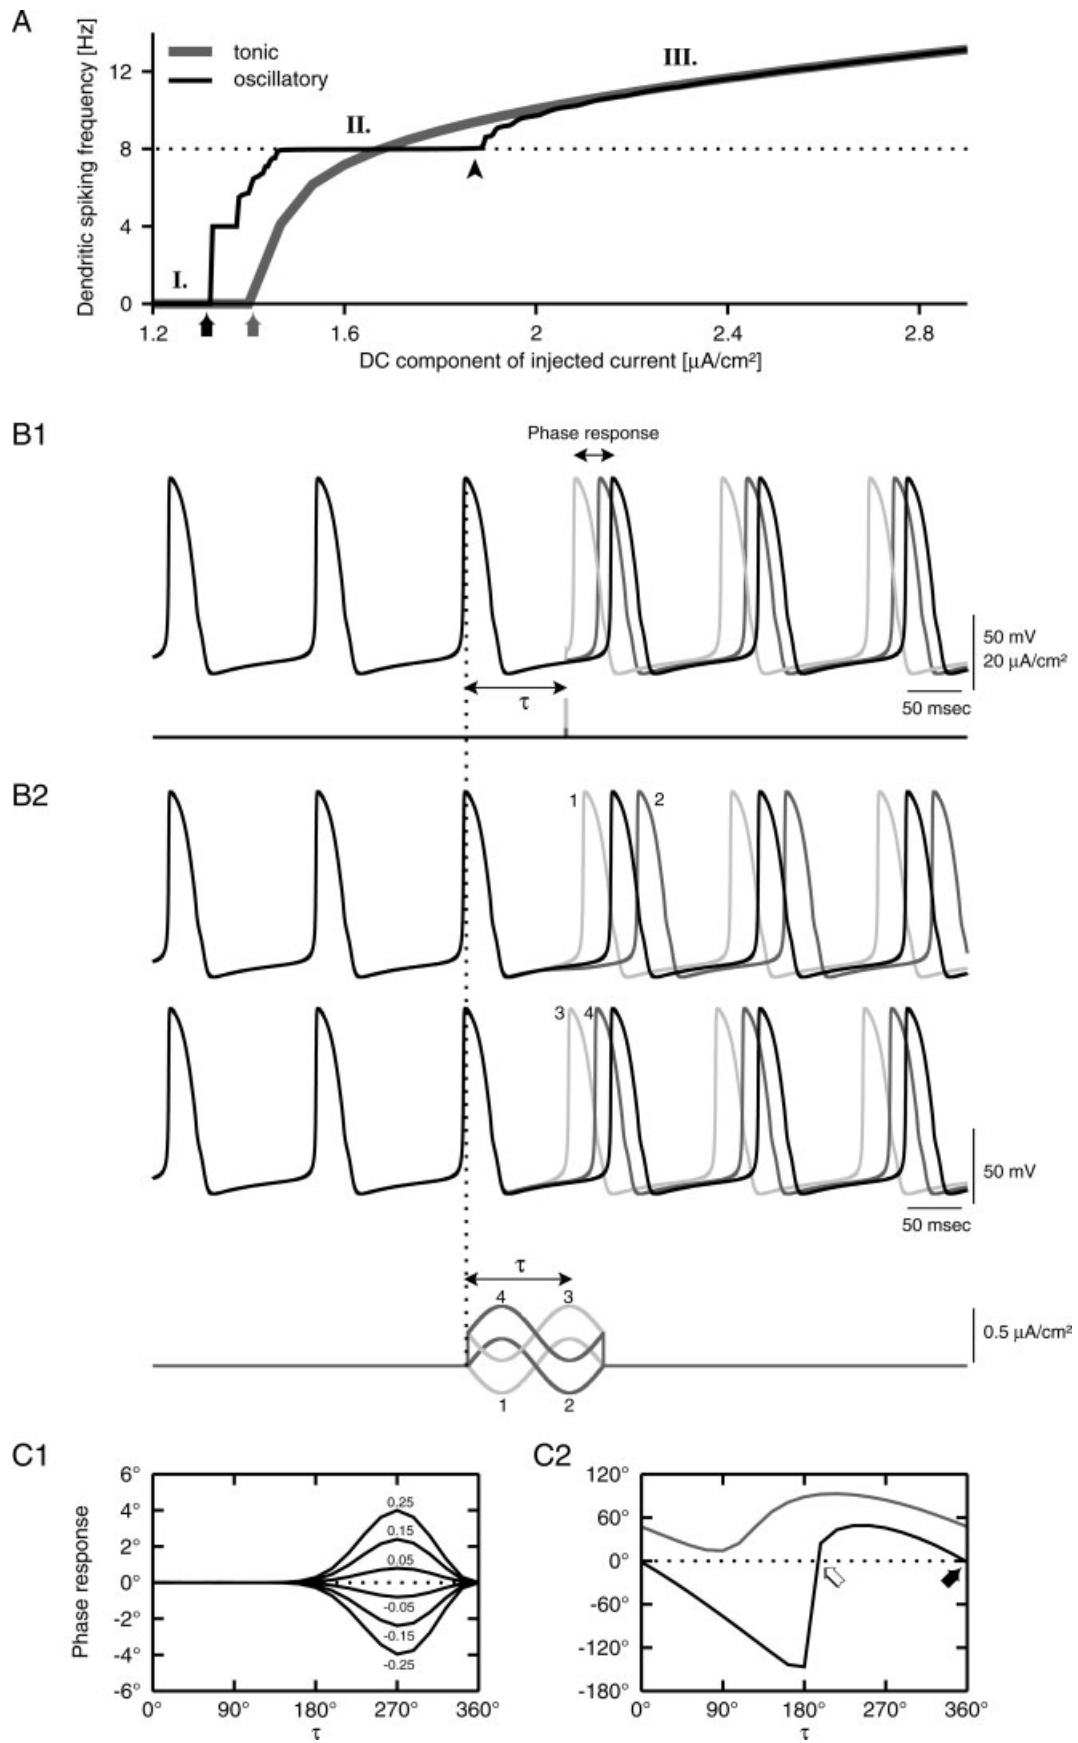 A
Dendritic spiking frequency [Hz]
tonic
oscillatory
I.
II.
III.
12
8
4
0
1.2
1.6
2
2.4
2.8
DC component of injected current [µA/cm²]
B1
Phase response
τ
50 mV
20 µA/cm²
50 msec
B2
1
2
3
4
50 mV
50 msec
τ
4
3
1
2
0.5 µA/cm²
C1
Phase response
6°
4°
2°
0°
-2°
-4°
-6°
0.25
0.15
0.05
-0.05
-0.15
-0.25
0°
90°
180°
270°
360°
τ
C2
120°
60°
0°
-60°
-120°
-180°
0°
90°
180°
270°
360°
τ